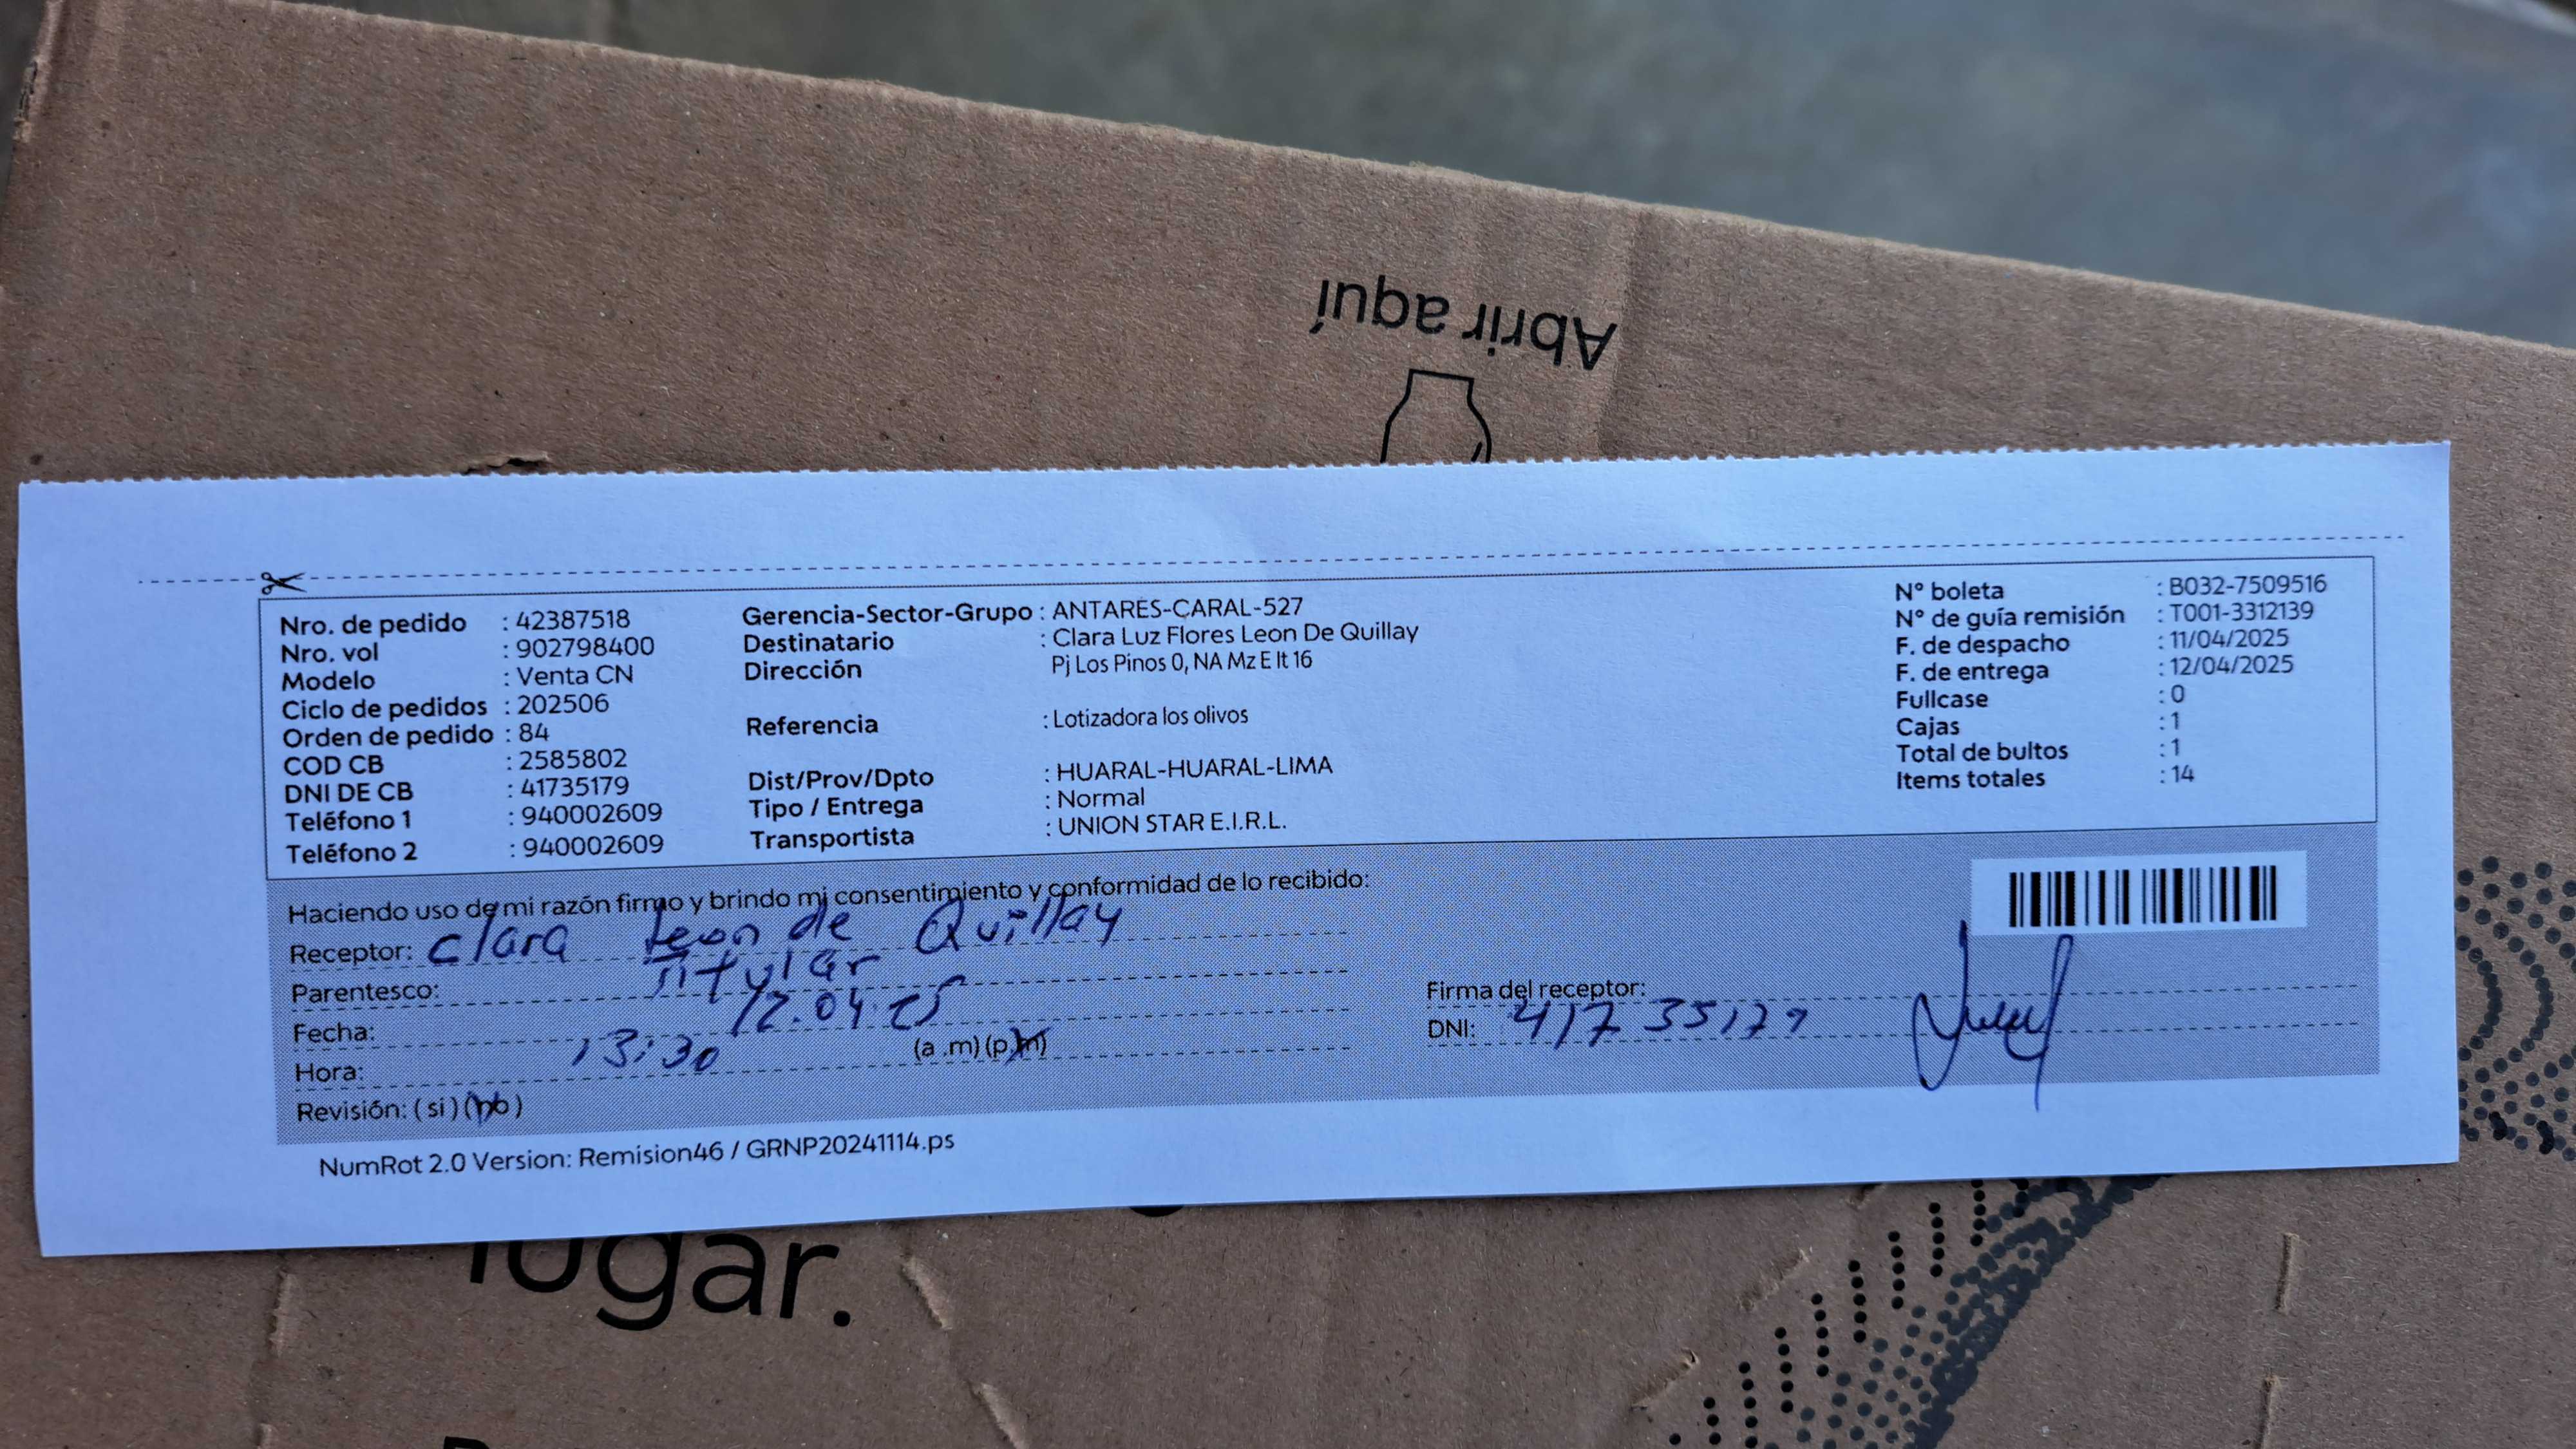 Abrir aquí
Nro. de pedido : 42387518
Nro. vol : 902798400
Modelo : Venta CN
Ciclo de pedidos : 202506
Orden de pedido : 84
COD CB : 2585802
DNI DE CB : 41735179
Teléfono 1 : 940002609
Teléfono 2 : 940002609
Gerencia-Sector-Grupo : ANTARES-CARAL-527
Destinatario : Clara Luz Flores Leon De Quillay
Dirección Pj Los Pinos 0, NA Mz E lt 16
Referencia : Lotizadora los olivos
Dist/Prov/Dpto : HUARAL-HUARAL-LIMA
Tipo / Entrega : Normal
Transportista : UNION STAR E.I.R.L.
N° boleta : B032-7509516
N° de guía remisión : T001-3312139
F. de despacho : 11/04/2025
F. de entrega : 12/04/2025
Fullcase : 0
Cajas : 1
Total de bultos : 1
Items totales : 14
Haciendo uso de mi razón firmo y brindo mi consentimiento y conformidad de lo recibido:
Receptor: Clara Leon de Quillay
Parentesco: Titular
Fecha: 12.04.25
Hora: 13:30 (a .m) (p.m)
Revisión: ( si ) ( no )
Firma del receptor:
DNI: 41735179
NumRot 2.0 Version: Remision46 / GRNP20241114.ps
lugar.